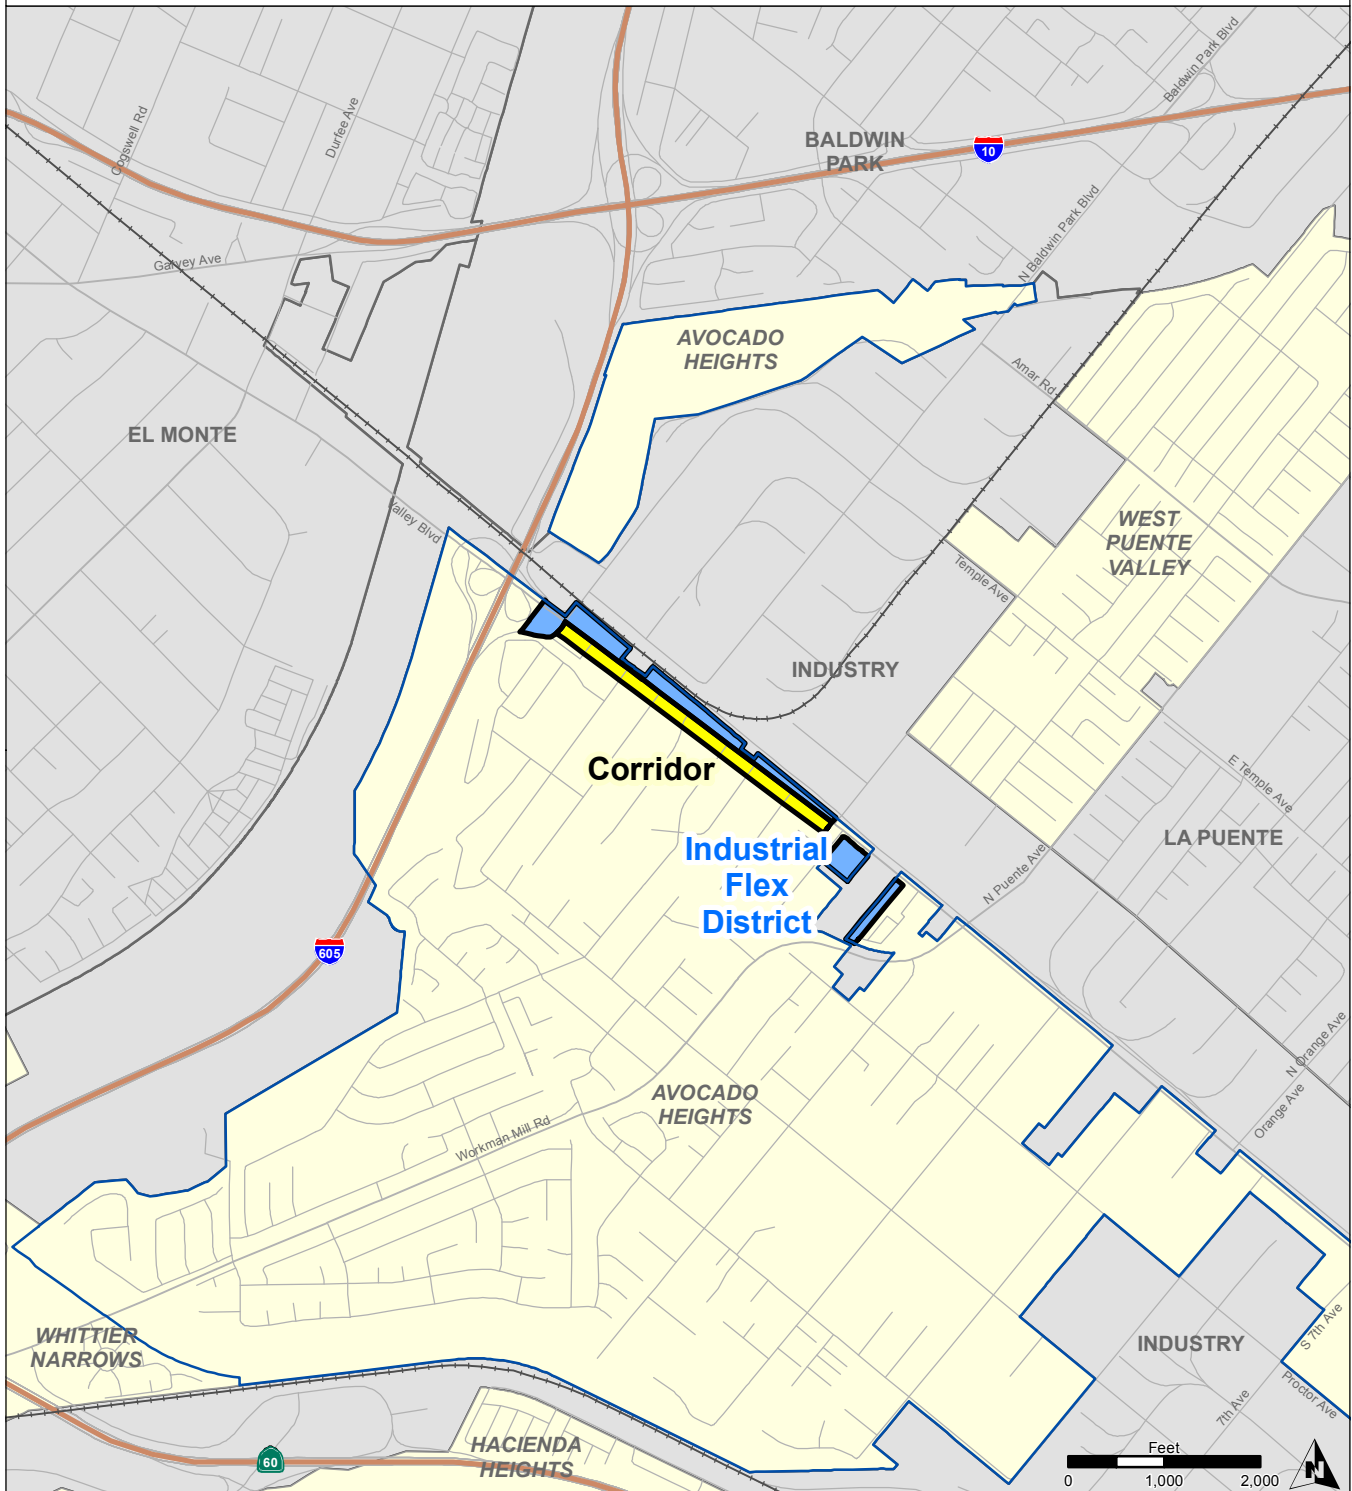 Baldwin Park Blvd
Cogswell Rd
Durfee Ave
BALDWIN
PARK
10
N Baldwin Park Blvd
Garvey Ave
AVOCADO
HEIGHTS
Amar Rd
EL MONTE
Valley Blvd
WEST
PUENTE
VALLEY
Temple Ave
INDUSTRY
Corridor
E Temple Ave
LA PUENTE
Industrial
Flex
District
N Puente Ave
605
N Orange Ave
AVOCADO
HEIGHTS
Orange Ave
Workman Mill Rd
WHITTIER
NARROWS
INDUSTRY
S 7th Ave
Proctor Ave
7th Ave
HACIENDA
HEIGHTS
60
Feet
0 1,000 2,000
N